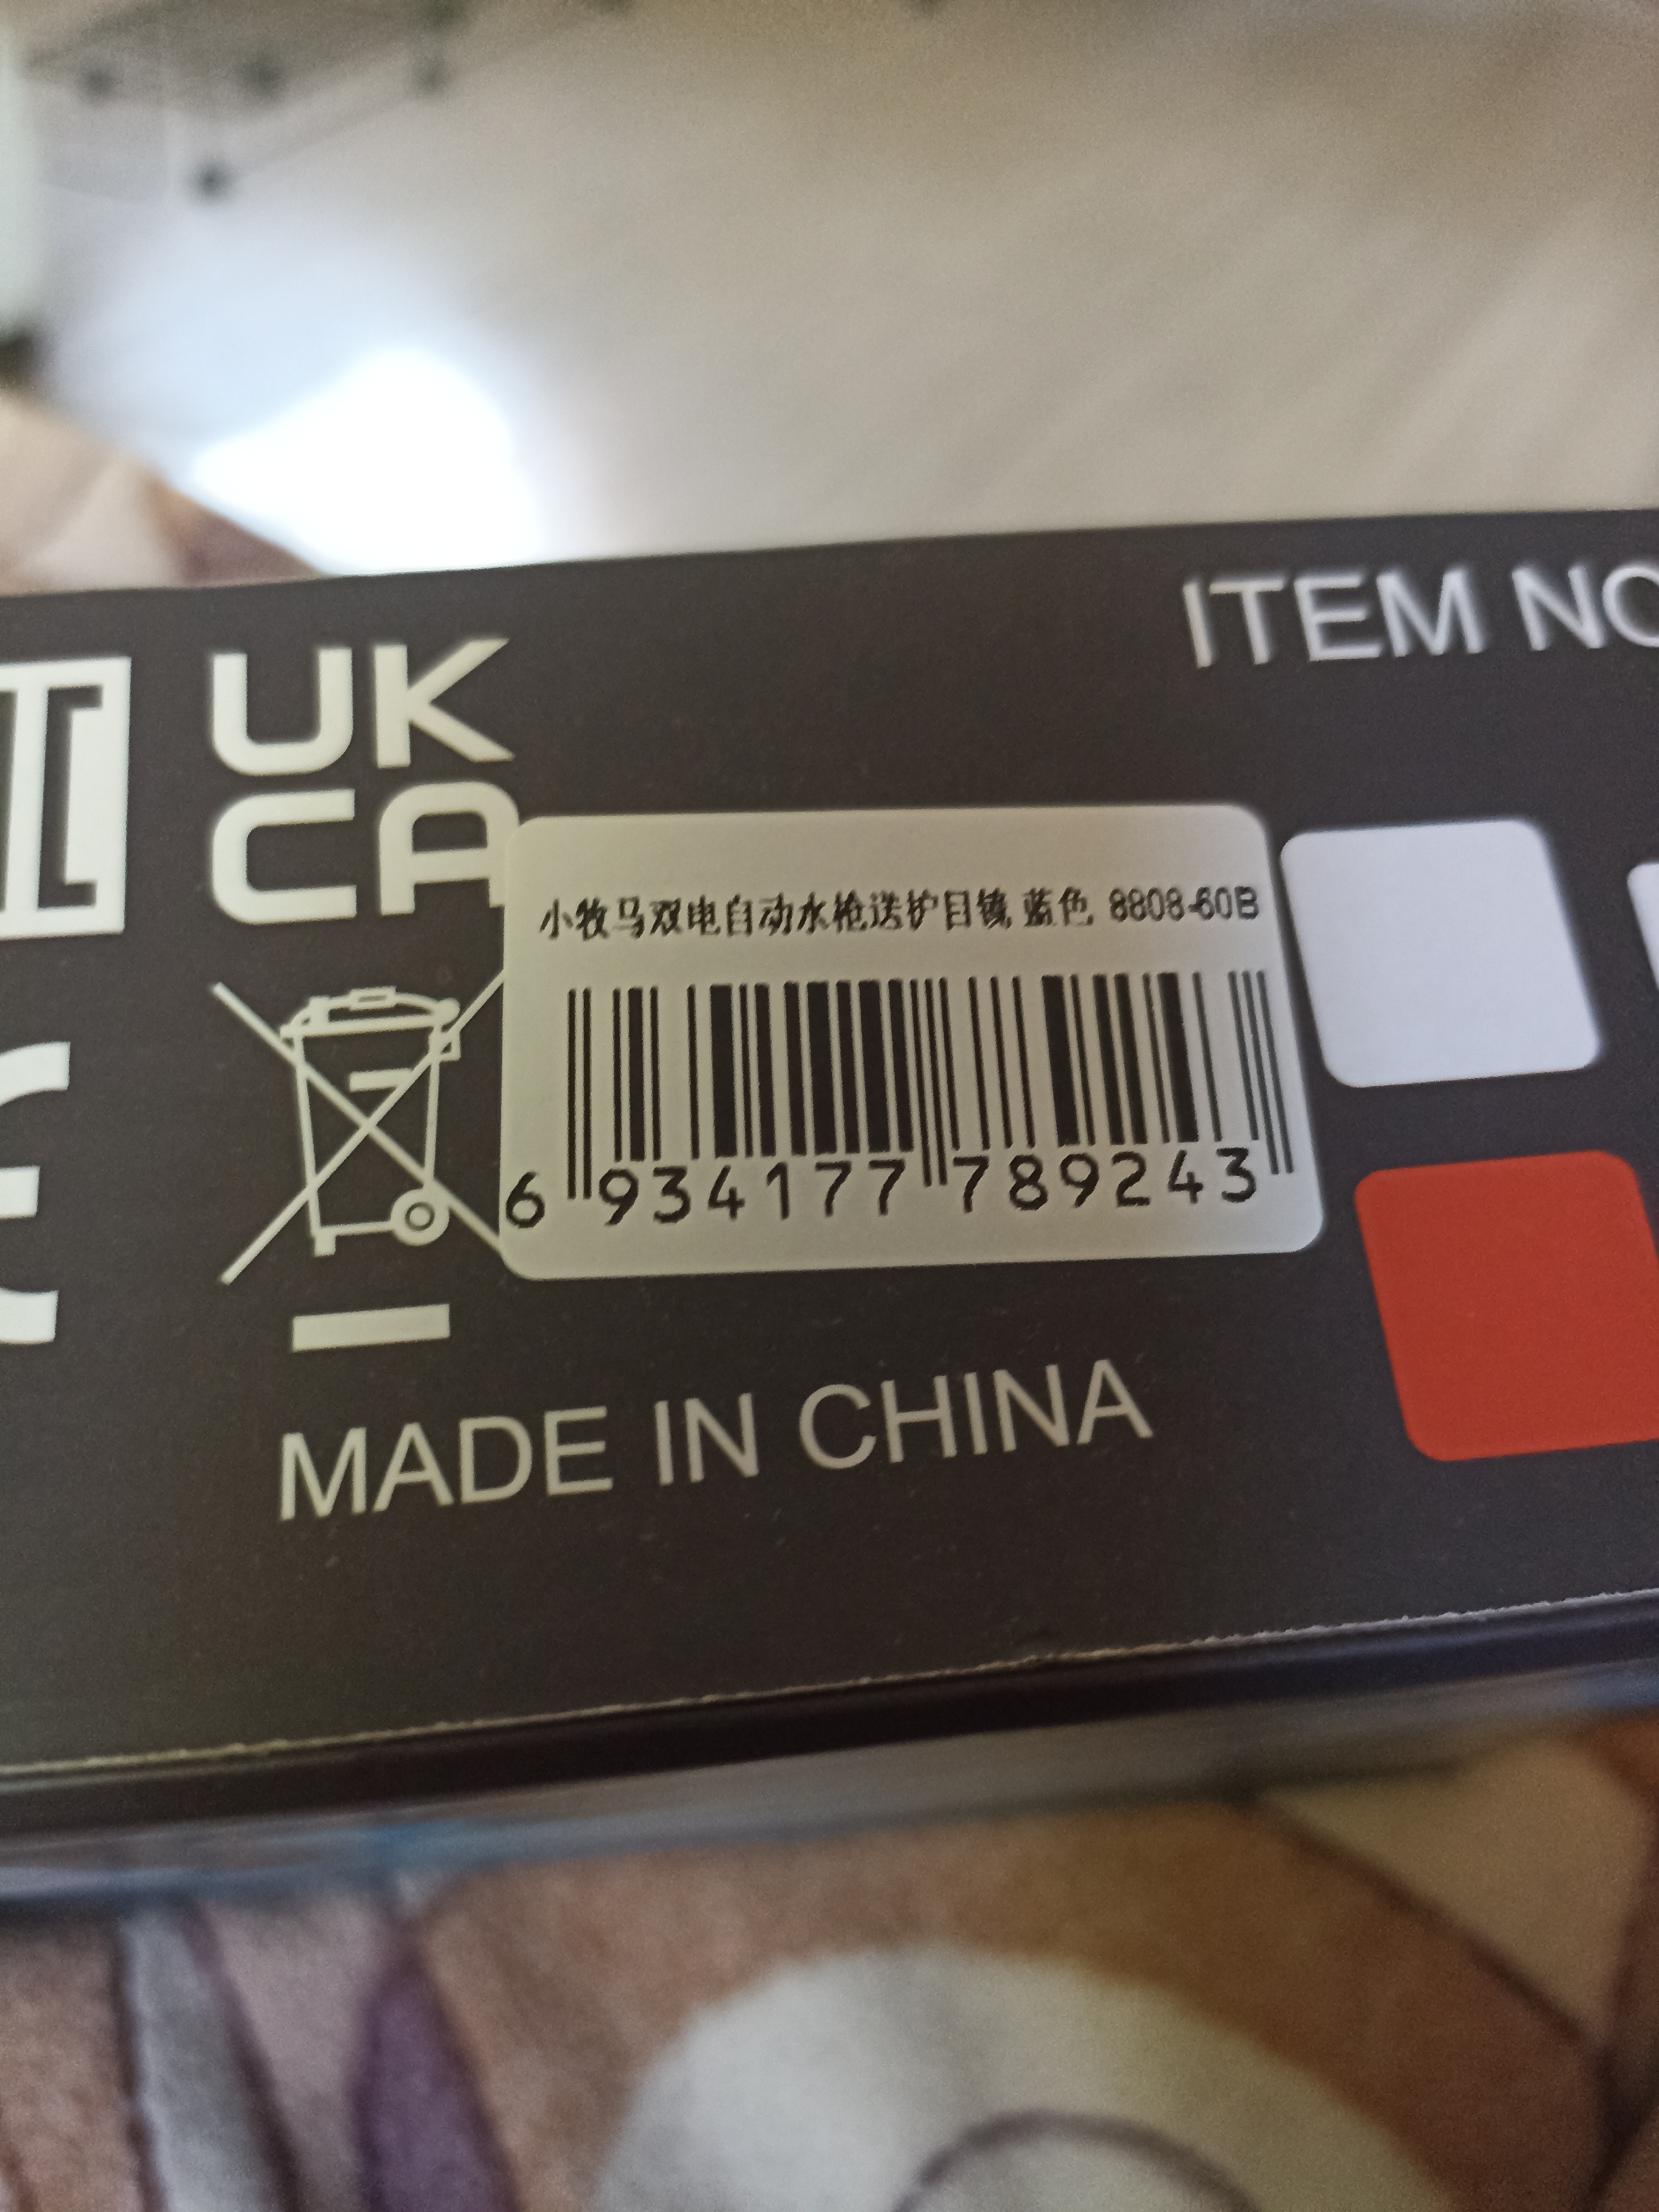 ITEM NO
UK
CA
小牧马双电自动水枪送护目镜 蓝色 8808-60B
6 934177 789243
MADE IN CHINA